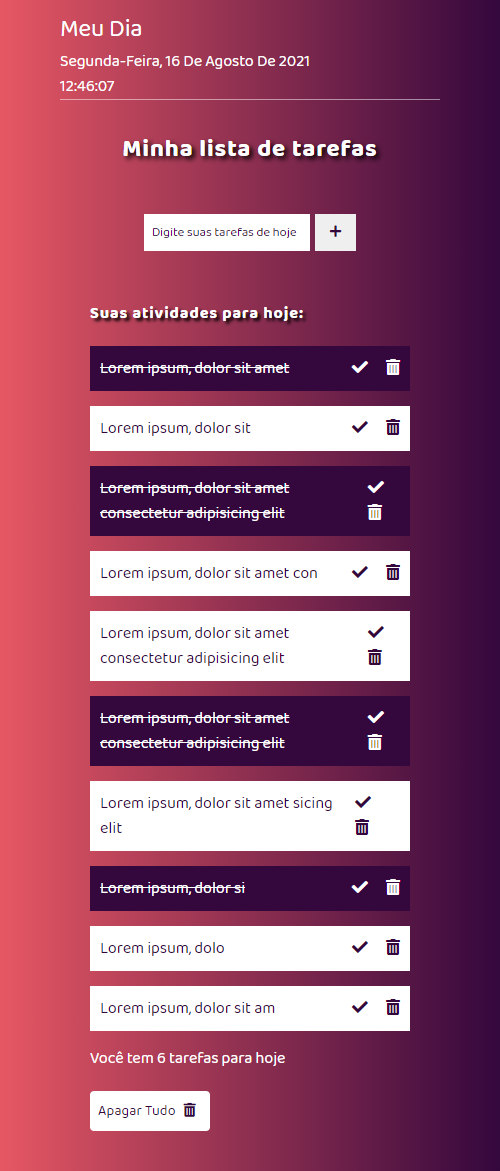 Meu Dia
Segunda-Feira, 16 De Agosto De 2021
12:46:07
Minha lista de tarefas
Digite suas tarefas de hoje
Suas atividades para hoje:
Lorem ipsum, dolor sit amet
Lorem ipsum, dolor sit
Lorem ipsum, dolor sit amet
consectetur adipisicing elit
Lorem ipsum, dolor sit amet con
Lorem ipsum, dolor sit amet
consectetur adipisicing elit
Lorem ipsum, dolor sit amet
consectetur adipisicing elit
Lorem ipsum, dolor sit amet sicing
elit
Lorem ipsum, dolor si
Lorem ipsum, dolo
Lorem ipsum, dolor sit am
Você tem 6 tarefas para hoje
Apagar Tudo